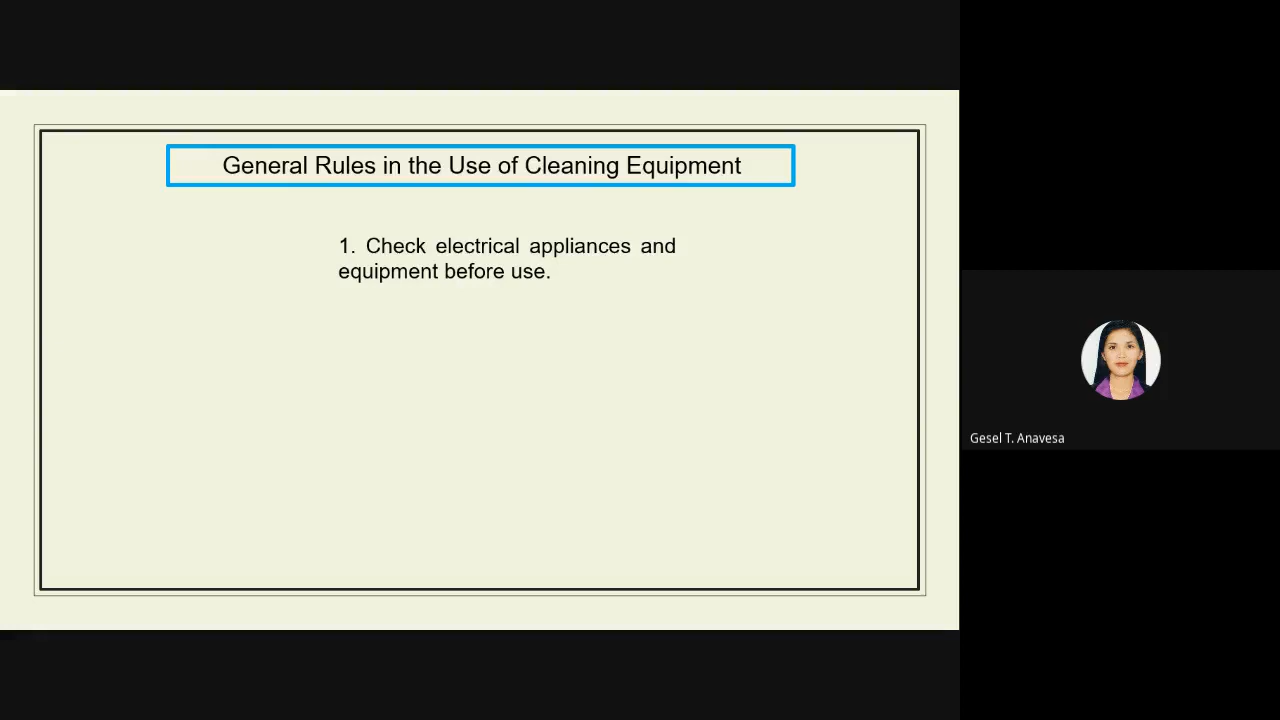 General Rules in the Use of Cleaning Equipment
1. Check electrical appliances and
equipment before use.
Gesel T. Anavesa